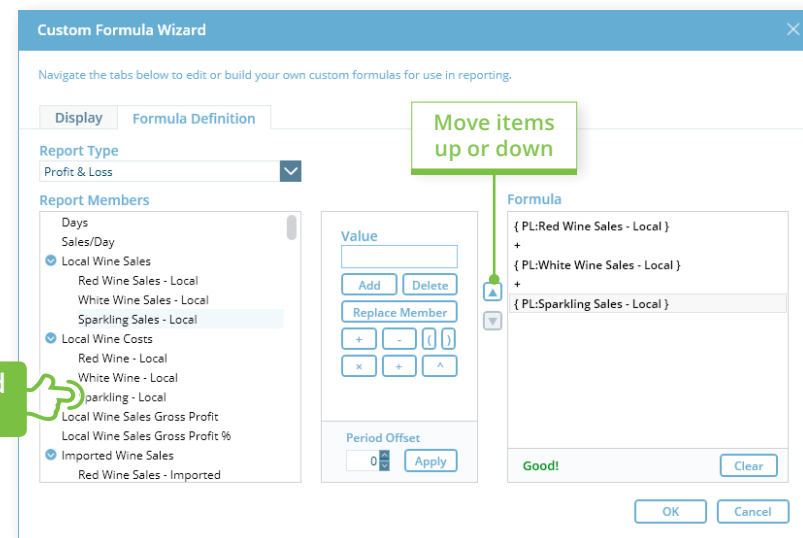 Custom Formula Wizard
Navigate the tabs below to edit or build your own custom formulas for use in reporting.
Display
Formula Definition
Move items
up or down
Report Type
Profit & Loss
Report Members
Days
Sales/Day
Local Wine Sales
Red Wine Sales - Local
White Wine Sales - Local
Sparkling Sales - Local
Local Wine Costs
Red Wine - Local
White Wine - Local
parkling - Local
Local Wine Sales Gross Profit
Local Wine Sales Gross Profit %
Imported Wine Sales
Red Wine Sales - Imported
d
Value
Add Delete
Replace Member
+ - ( )
× + ^
Period Offset
0 Apply
Formula
{ PL:Red Wine Sales - Local }
+
{ PL:White Wine Sales - Local }
+
{ PL:Sparkling Sales - Local }
Good!
Clear
OK Cancel